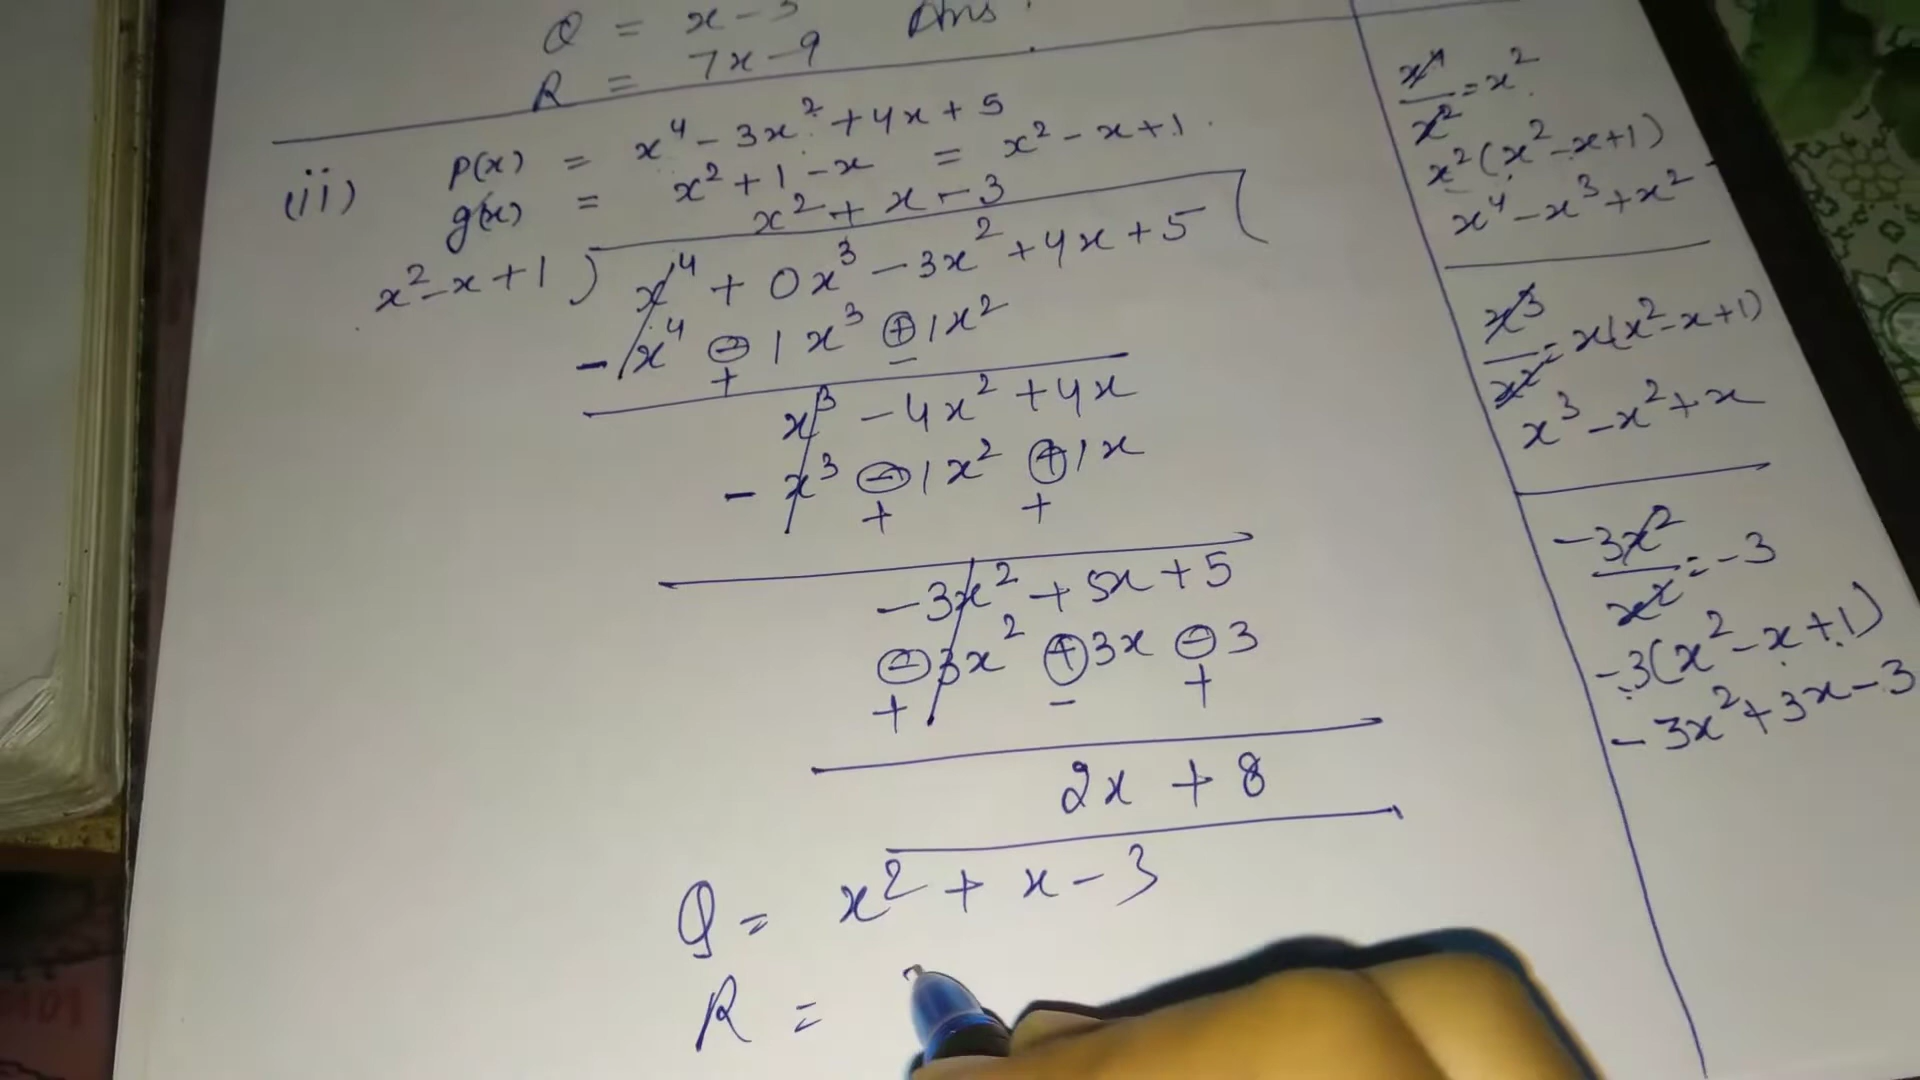 Q = x - 3 Ans.
R = 7x - 9
(ii) p(x) = x⁴ - 3x² + 4x + 5
g(x) = x² + 1 - x = x² - x + 1.
x² + x - 3
x² - x + 1 ) x⁴ + 0x³ - 3x² + 4x + 5 (
- x⁴ ⊖ 1x³ ⊕ 1x²
+ -
x³ - 4x² + 4x
- x³ ⊖ 1x² ⊕ 1x
+ +
-3x² + 5x + 5
⊖ 3x² ⊕ 3x ⊖ 3
+ - +
2x + 8
Q = x² + x - 3
R =
x⁴/x² = x².
x²(x² - x + 1)
x⁴ - x³ + x²
x³/x² = x(x² - x + 1)
x³ - x² + x
-3x²/x² = -3
-3(x² - x + 1)
-3x² + 3x - 3